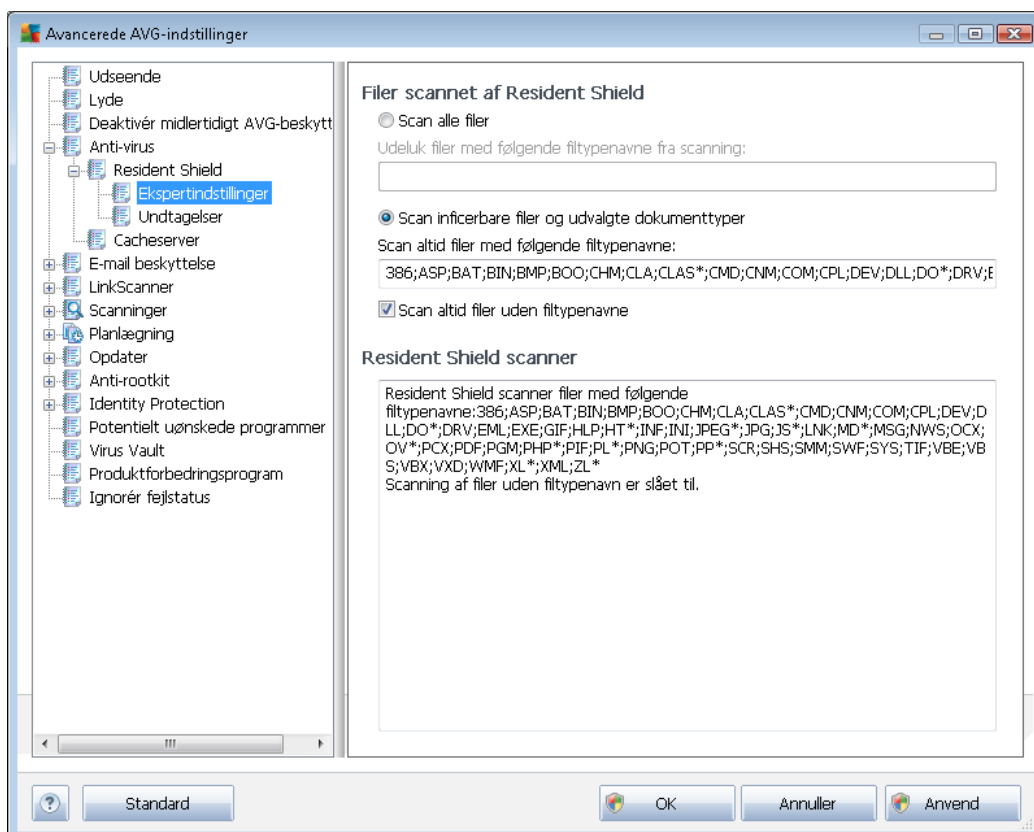 Avancerede AVG-indstillinger
Udseende
Lyde
Deaktivér midlertidigt AVG-beskytt
Anti-virus
Resident Shield
Ekspertindstillinger
Undtagelser
Cacheserver
E-mail beskyttelse
LinkScanner
Scanninger
Planlægning
Opdater
Anti-rootkit
Identity Protection
Potentielt uønskede programmer
Virus Vault
Produktforbedringsprogram
Ignorér fejlstatus
Filer scannet af Resident Shield
Scan alle filer
Udeluk filer med følgende filtypenavne fra scanning:
Scan inficerbare filer og udvalgte dokumenttyper
Scan altid filer med følgende filtypenavne:
386;ASP;BAT;BIN;BMP;BOO;CHM;CLA;CLAS*;CMD;CNM;COM;CPL;DEV;DLL;DO*;DRV;E
Scan altid filer uden filtypenavne
Resident Shield scanner
Resident Shield scanner filer med følgende
filtypenavne:386;ASP;BAT;BIN;BMP;BOO;CHM;CLA;CLAS*;CMD;CNM;COM;CPL;DEV;D
LL;DO*;DRV;EML;EXE;GIF;HLP;HT*;INF;INI;JPEG*;JPG;JS*;LNK;MD*;MSG;NWS;OCX;
OV*;PCX;PDF;PGM;PHP*;PIF;PL*;PNG;POT;PP*;SCR;SHS;SMM;SWF;SYS;TIF;VBE;VB
S;VBX;VXD;WMF;XL*;XML;ZL*
Scanning af filer uden filtypenavn er slået til.
? Standard OK Annuller Anvend